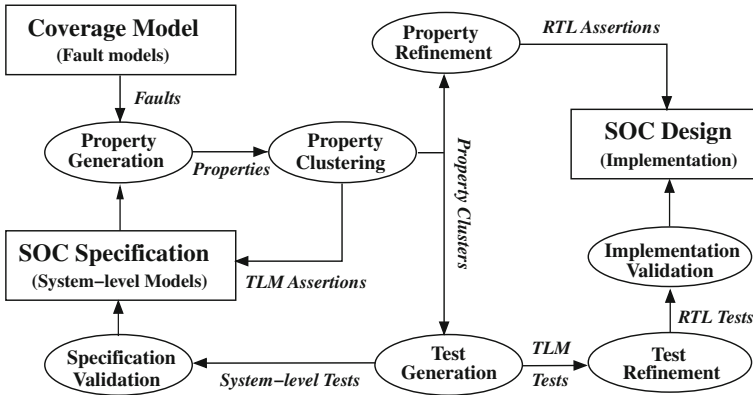 Coverage Model
(Fault models)
Faults
Property
Generation
Properties
Property
Clustering
Property
Refinement
RTL Assertions
SOC Design
(Implementation)
Property Clusters
SOC Specification
(System−level Models)
TLM Assertions
Implementation
Validation
RTL Tests
Specification
Validation
System−level Tests
Test
Generation
TLM
Tests
Test
Refinement